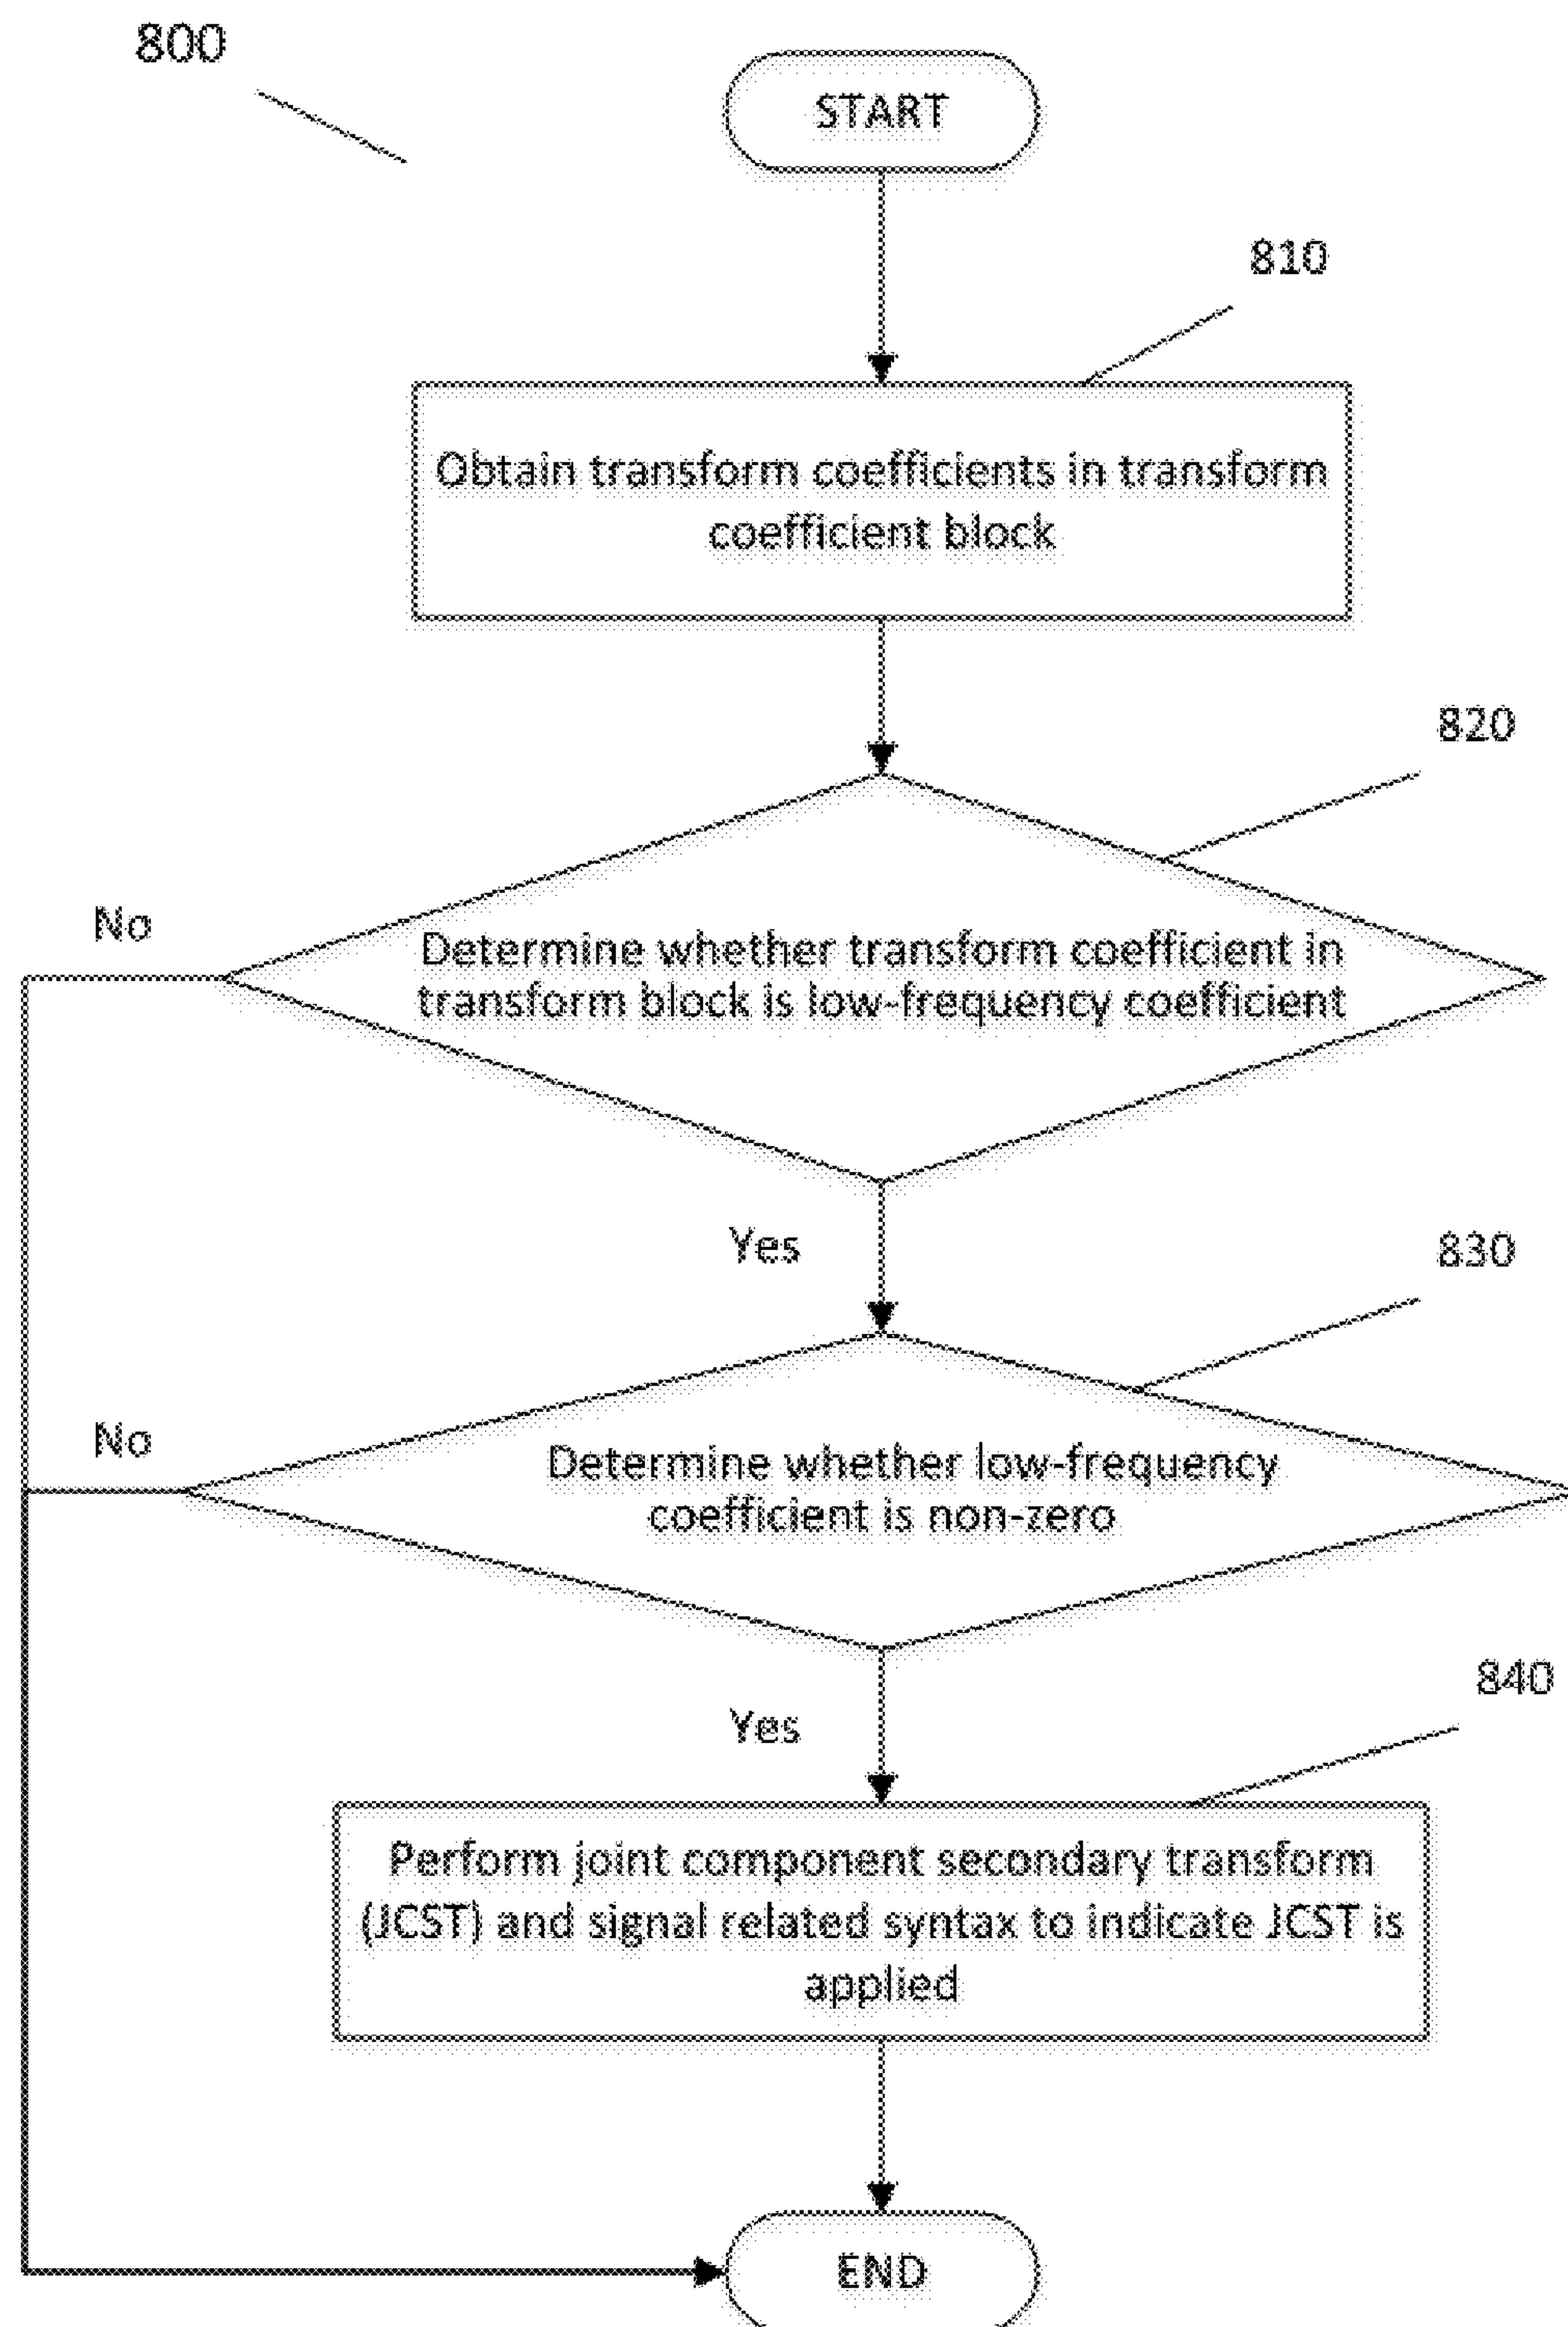 800
START
810
Obtain transform coefficients in transform
coefficient block
820
No
Determine whether transform coefficient in
transform block is low-frequency coefficient
Yes
830
No
Determine whether low-frequency
coefficient is non-zero
Yes
840
Perform joint component secondary transform
(JCST) and signal related syntax to indicate JCST is
applied
END